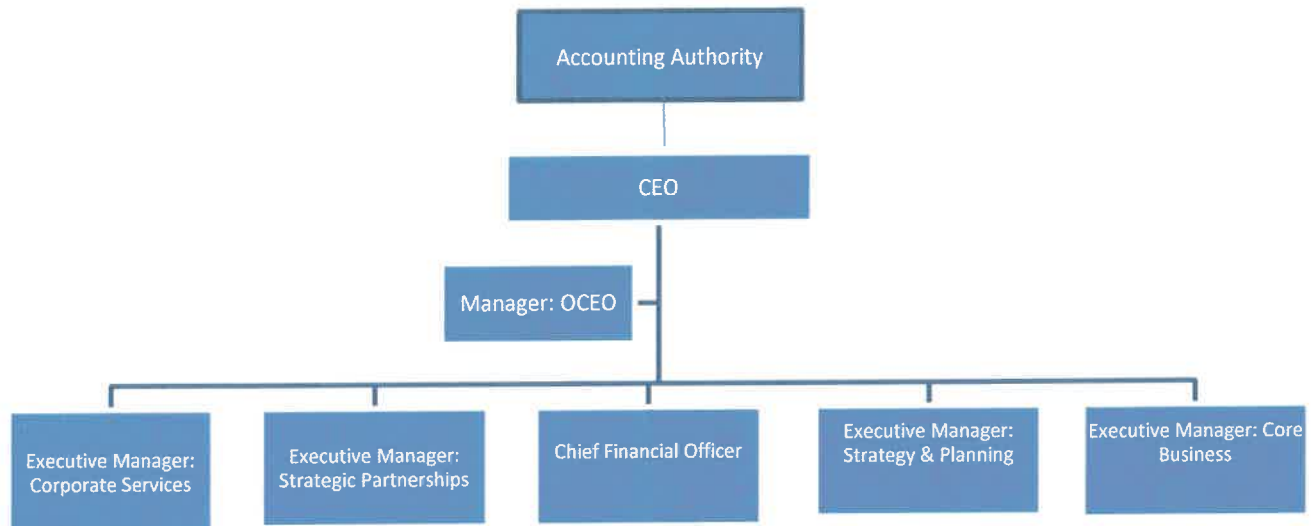 Accounting Authority
CEO
Manager: OCEO
Executive Manager:
Corporate Services
Executive Manager:
Strategic Partnerships
Chief Financial Officer
Executive Manager:
Strategy & Planning
Executive Manager: Core
Business